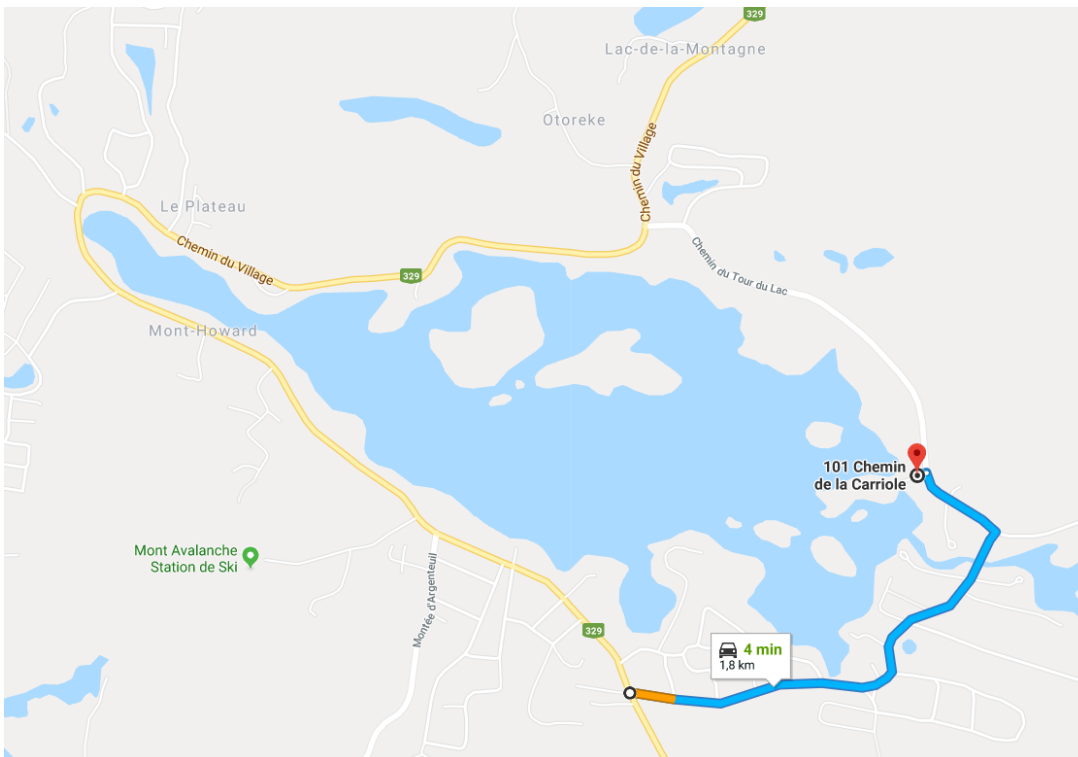 329
Lac-de-la-Montagne
Otoreke
Chemin du Village
Le Plateau
Chemin du Village
329
Chemin du Tour du Lac
Mont-Howard
101 Chemin
de la Carriole
Mont Avalanche
Station de Ski
Montée d'Argenteuil
329
4 min
1,8 km